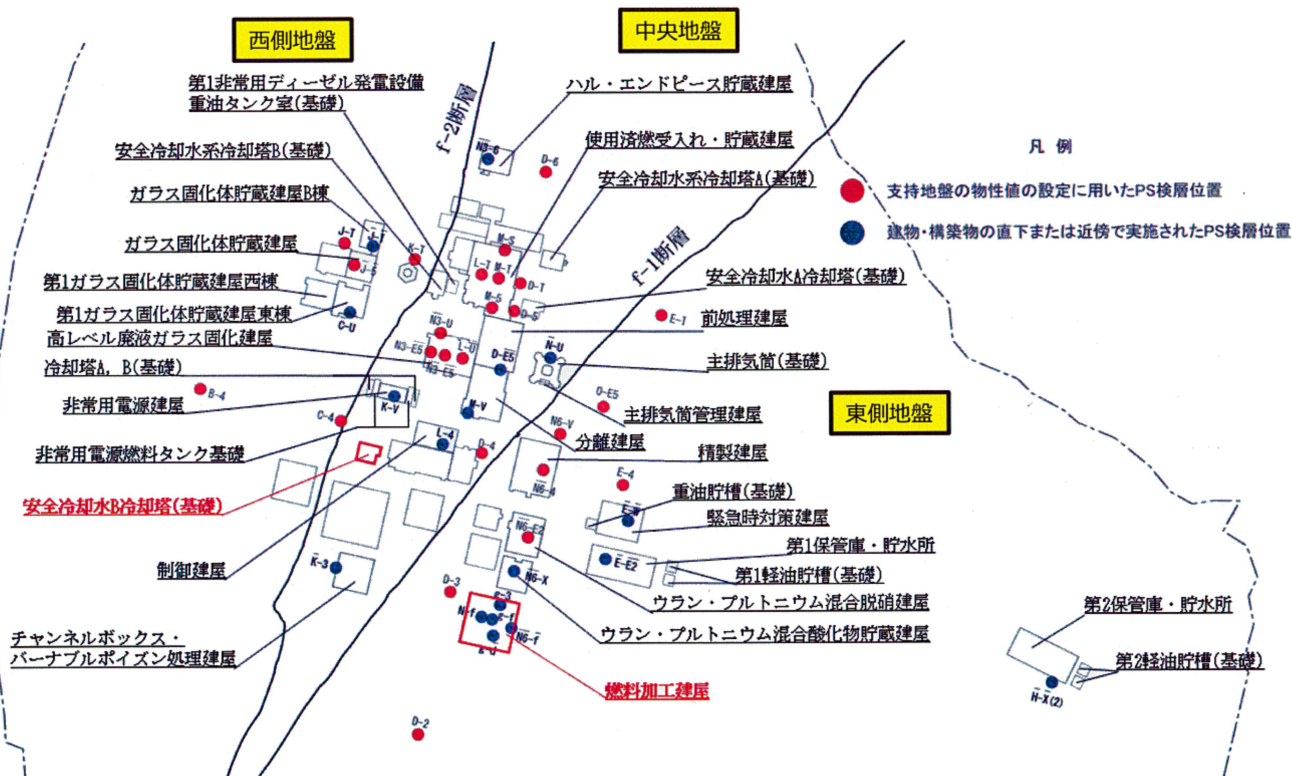 西側地盤
中央地盤
第1非常用ディーゼル発電設備
重油タンク室(基礎)
ハル・エンドピース貯蔵建屋
f-2断層
N3-6
D-6
使用済燃受入れ・貯蔵建屋
凡 例
安全冷却水系冷却塔B(基礎)
安全冷却水系冷却塔A(基礎)
支持地盤の物性値の設定に用いたPS検層位置
ガラス固化体貯蔵建屋B棟
建物・構築物の直下または近傍で実施されたPS検層位置
f-1断層
ガラス固化体貯蔵建屋
J-T
J-T
K-T
M-S
J-5
L-T
M-T
D-T
第1ガラス固化体貯蔵建屋西棟
安全冷却水A冷却塔(基礎)
M-5
D-5
第1ガラス固化体貯蔵建屋東棟
C-U
前処理建屋
E-T
高レベル廃液ガラス固化建屋
N3-U
N3-E5
L-U
N3-E5
D-E5
N-U
主排気筒(基礎)
冷却塔A, B(基礎)
B-4
非常用電源建屋
K-V
M-V
D-E5
主排気筒管理建屋
東側地盤
C-4
N6-V
分離建屋
L-4
D-4
精製建屋
非常用電源燃料タンク基礎
N6-4
E-4
重油貯槽(基礎)
安全冷却水B冷却塔(基礎)
緊急時対策建屋
N6-E2
第1保管庫・貯水所
制御建屋
K-3
E-E2
第1軽油貯槽(基礎)
N6-X
D-3
ウラン・プルトニウム混合脱硝建屋
第2保管庫・貯水所
N-f
N6-f
ウラン・プルトニウム混合酸化物貯蔵建屋
チャンネルボックス・
バーナブルポイズン処理建屋
第2軽油貯槽(基礎)
燃料加工建屋
H-X(2)
D-2